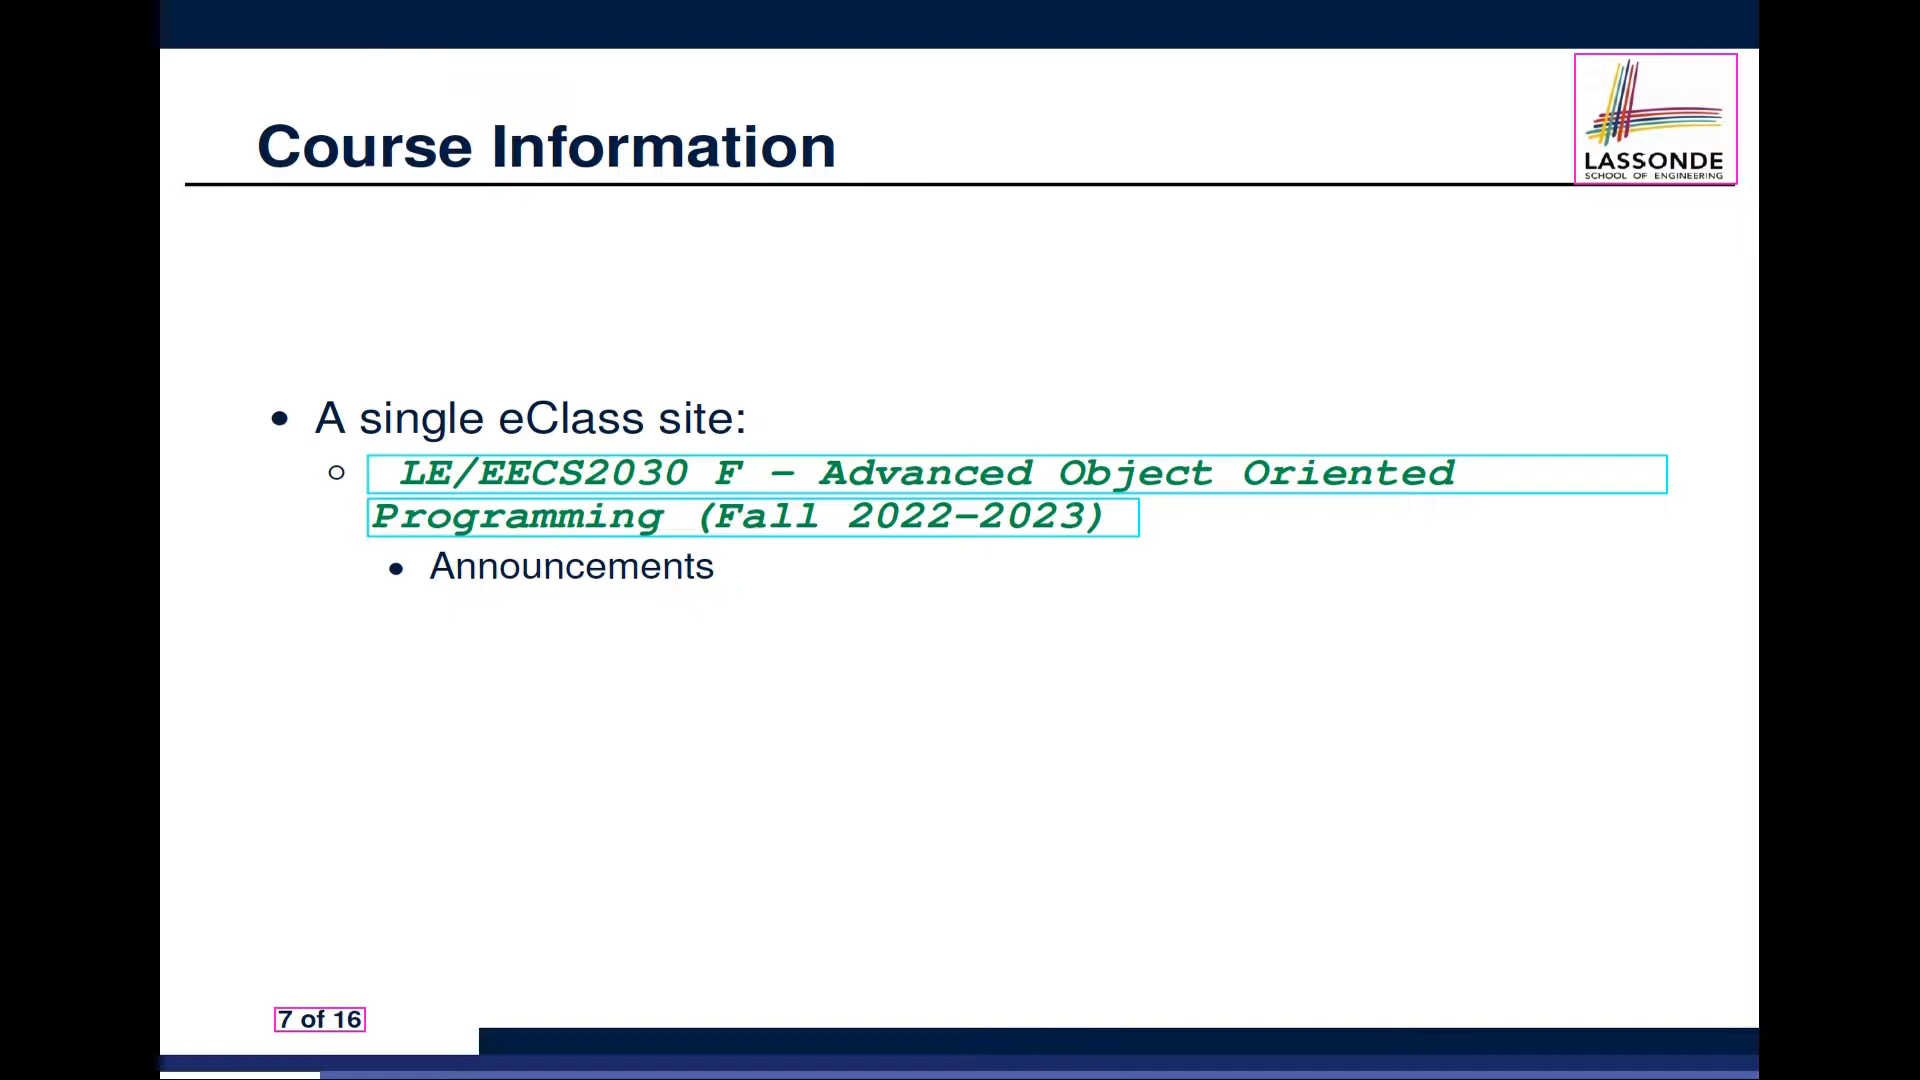 Course Information
LASSONDE
SCHOOL OF ENGINEERING
• A single eClass site:
○ LE/EECS2030 F – Advanced Object Oriented
Programming (Fall 2022–2023)
• Announcements
7 of 16